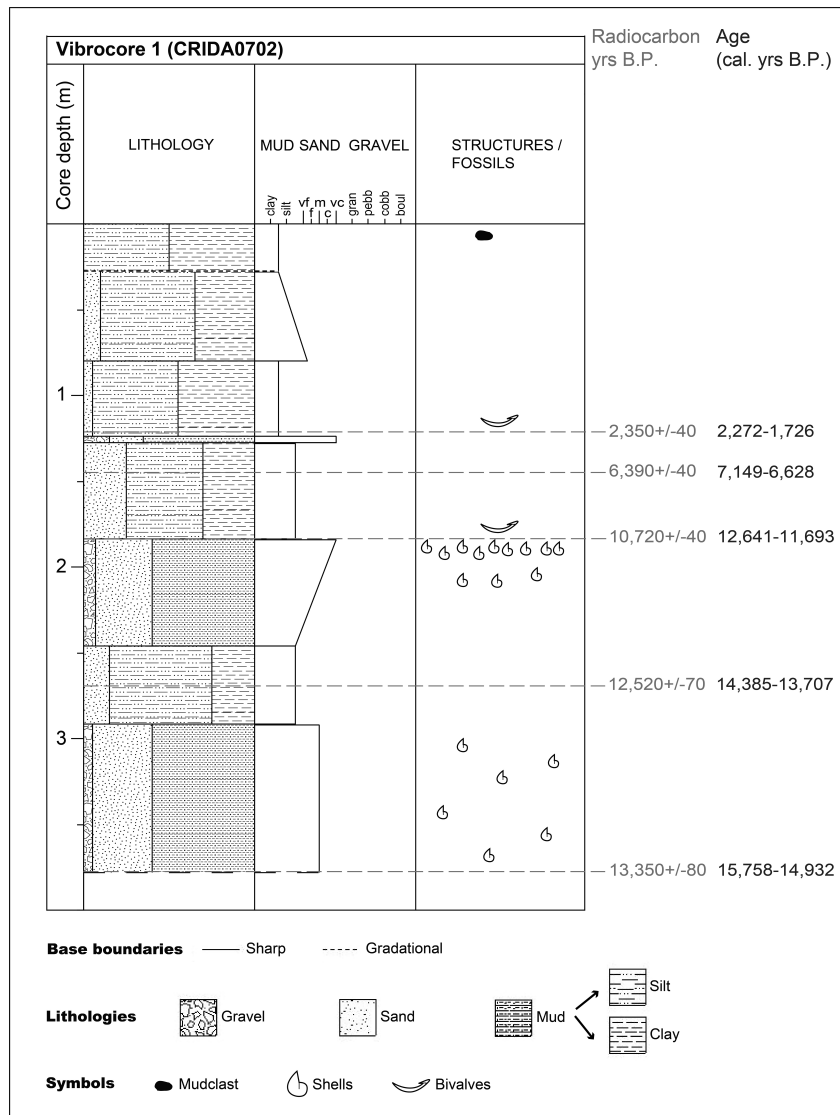 Vibrocore 1 (CRIDA0702)
Radiocarbon
yrs B.P.
Age
(cal. yrs B.P.)
Core depth (m)
LITHOLOGY
MUD SAND GRAVEL
STRUCTURES /
FOSSILS
clay
silt
vf
f
m
c
vc
gran
pebb
cobb
boul
1
2,350+/-40 2,272-1,726
6,390+/-40 7,149-6,628
10,720+/-40 12,641-11,693
2
12,520+/-70 14,385-13,707
3
13,350+/-80 15,758-14,932
Base boundaries Sharp Gradational
Lithologies Gravel Sand Mud
Silt
Clay
Symbols Mudclast Shells Bivalves